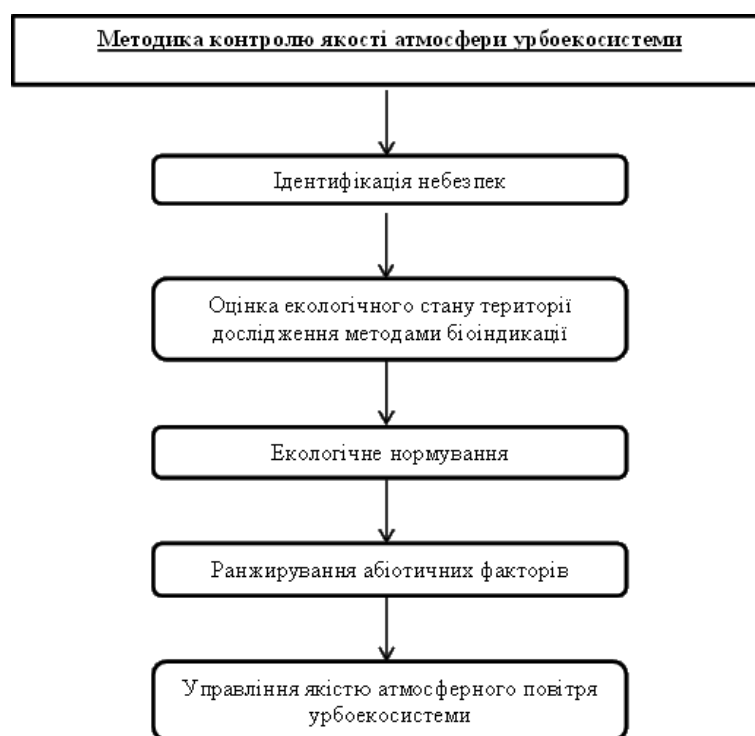 Методика контролю якості атмосфери урбоекосистеми
Ідентифікація небезпек
Оцінка екологічного стану території
дослідження методами біоіндикації
Екологічне нормування
Ранжирування абіотичних факторів
Управління якістю атмосферного повітря
урбоекосистеми